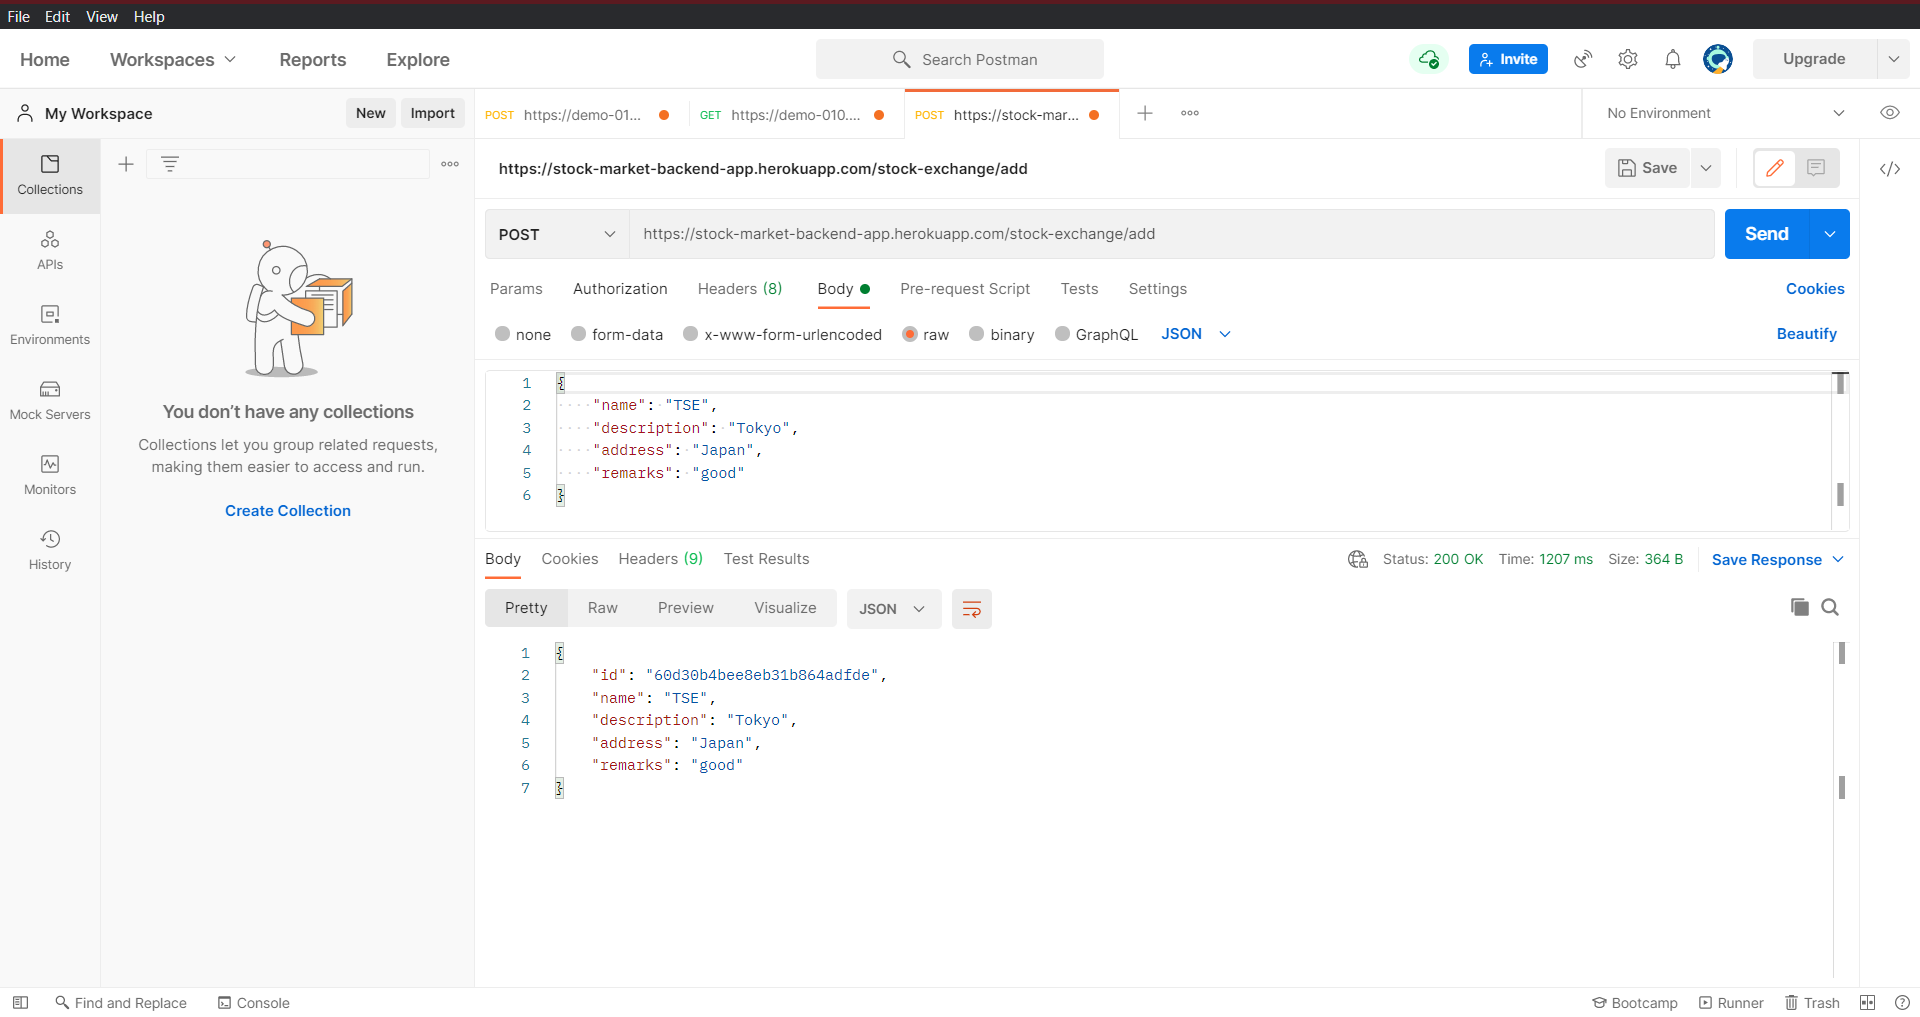 File Edit View Help
Home Workspaces Reports Explore Search Postman Invite Upgrade
My Workspace New Import POST https://demo-01... GET https://demo-010.... POST https://stock-mar... No Environment
Collections
APIs
Environments
Mock Servers
Monitors
History
You don’t have any collections
Collections let you group related requests,
making them easier to access and run.
Create Collection
https://stock-market-backend-app.herokuapp.com/stock-exchange/add Save
POST https://stock-market-backend-app.herokuapp.com/stock-exchange/add Send
Params Authorization Headers (8) Body Pre-request Script Tests Settings Cookies
none form-data x-www-form-urlencoded raw binary GraphQL JSON Beautify
1 {
2 "name": "TSE",
3 "description": "Tokyo",
4 "address": "Japan",
5 "remarks": "good"
6 }
Body Cookies Headers (9) Test Results Status: 200 OK Time: 1207 ms Size: 364 B Save Response
Pretty Raw Preview Visualize JSON
1 {
2 "id": "60d30b4bee8eb31b864adfde",
3 "name": "TSE",
4 "description": "Tokyo",
5 "address": "Japan",
6 "remarks": "good"
7 }
Find and Replace Console Bootcamp Runner Trash